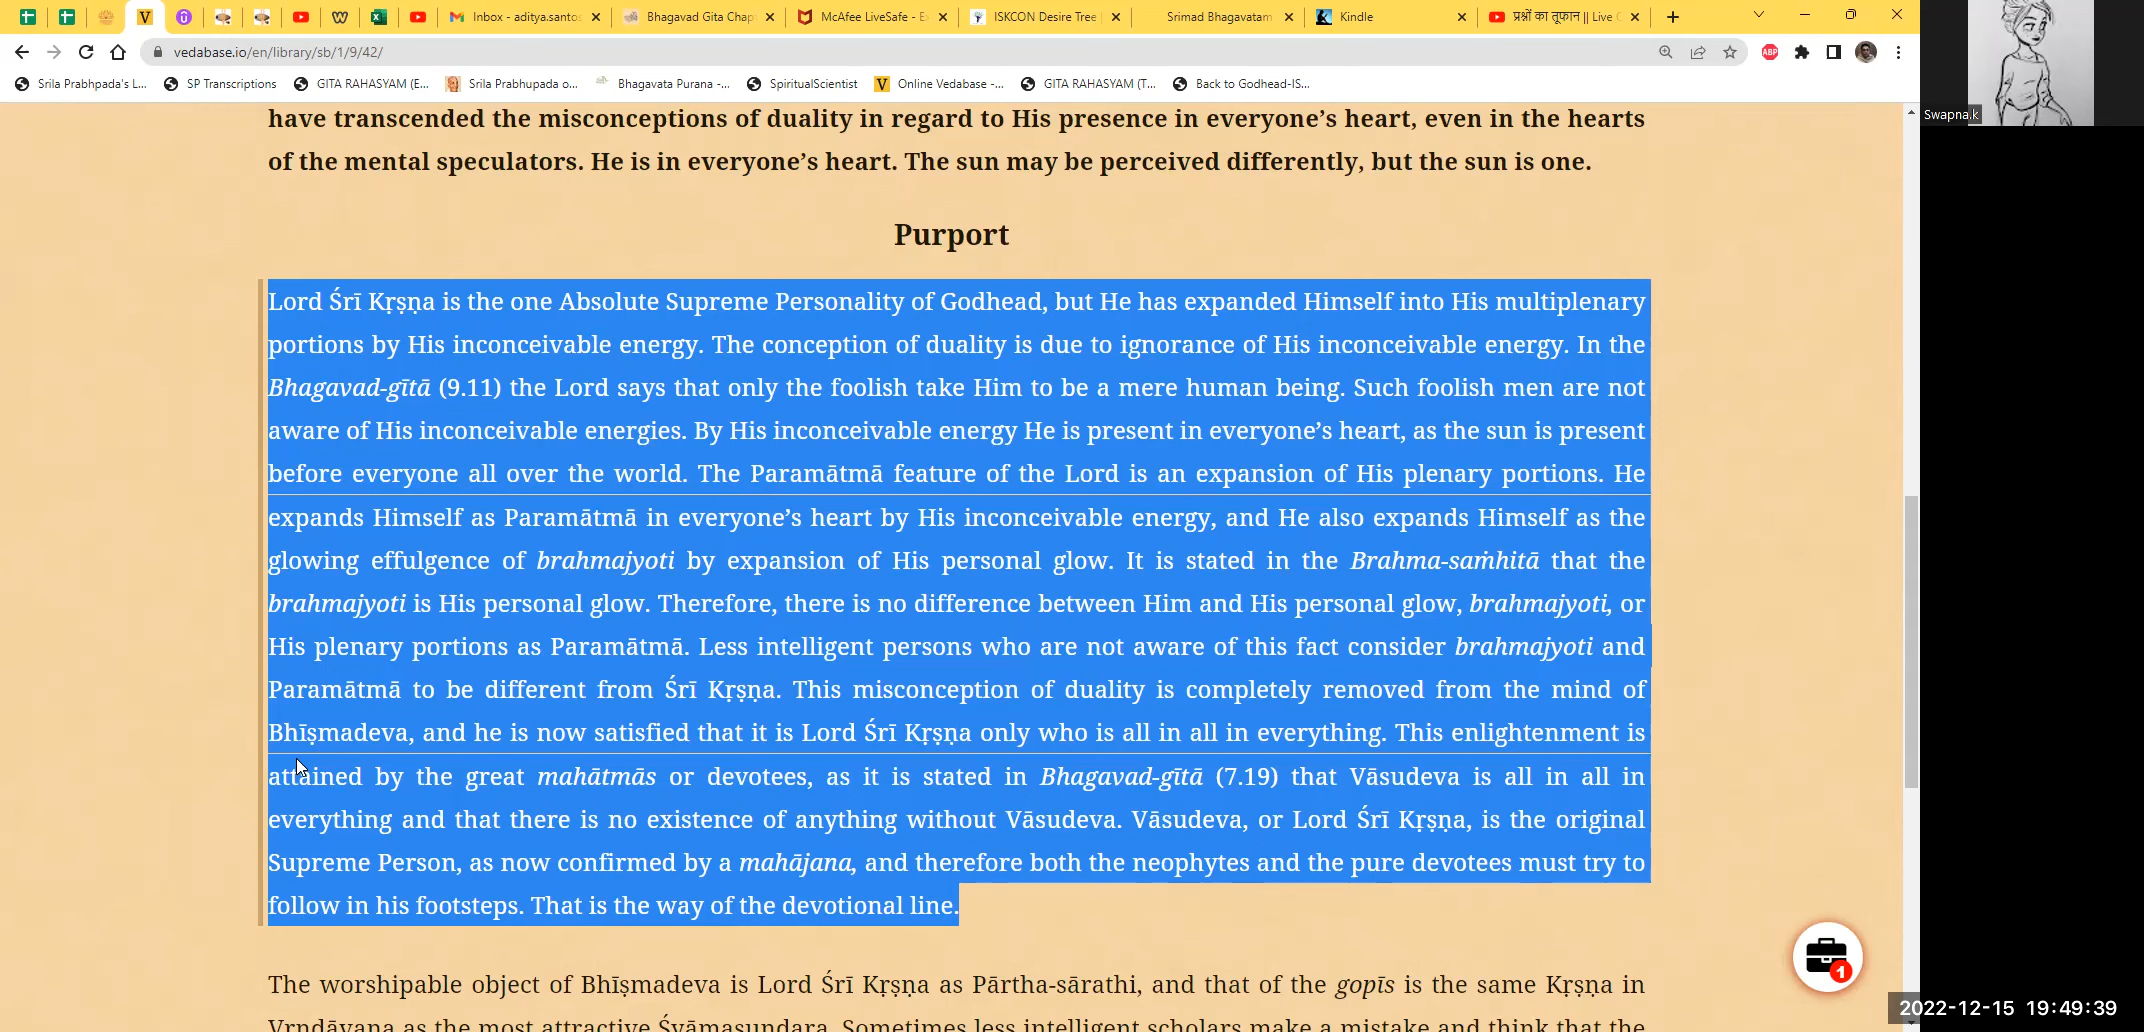 Inbox - aditya.santos
Bhagavad Gita Chap
McAfee LiveSafe - E
ISKCON Desire Tree
Srimad Bhagavatam
Kindle
प्रश्नों का तूफान || Live
vedabase.io/en/library/sb/1/9/42/
ABP
Srila Prabhpada's L...
SP Transcriptions
GITA RAHASYAM (E...
Srila Prabhupada o...
Bhagavata Purana -...
SpiritualScientist
Online Vedabase -...
GITA RAHASYAM (T...
Back to Godhead-IS...
Swapna.k
have transcended the misconceptions of duality in regard to His presence in everyone’s heart, even in the hearts
of the mental speculators. He is in everyone’s heart. The sun may be perceived differently, but the sun is one.
Purport
Lord Śrī Kṛṣṇa is the one Absolute Supreme Personality of Godhead, but He has expanded Himself into His multiplenary
portions by His inconceivable energy. The conception of duality is due to ignorance of His inconceivable energy. In the
Bhagavad-gītā (9.11) the Lord says that only the foolish take Him to be a mere human being. Such foolish men are not
aware of His inconceivable energies. By His inconceivable energy He is present in everyone’s heart, as the sun is present
before everyone all over the world. The Paramātmā feature of the Lord is an expansion of His plenary portions. He
expands Himself as Paramātmā in everyone’s heart by His inconceivable energy, and He also expands Himself as the
glowing effulgence of brahmajyoti by expansion of His personal glow. It is stated in the Brahma-saṁhitā that the
brahmajyoti is His personal glow. Therefore, there is no difference between Him and His personal glow, brahmajyoti, or
His plenary portions as Paramātmā. Less intelligent persons who are not aware of this fact consider brahmajyoti and
Paramātmā to be different from Śrī Kṛṣṇa. This misconception of duality is completely removed from the mind of
Bhīṣmadeva, and he is now satisfied that it is Lord Śrī Kṛṣṇa only who is all in all in everything. This enlightenment is
attained by the great mahātmās or devotees, as it is stated in Bhagavad-gītā (7.19) that Vāsudeva is all in all in
everything and that there is no existence of anything without Vāsudeva. Vāsudeva, or Lord Śrī Kṛṣṇa, is the original
Supreme Person, as now confirmed by a mahājana, and therefore both the neophytes and the pure devotees must try to
follow in his footsteps. That is the way of the devotional line.
The worshipable object of Bhīṣmadeva is Lord Śrī Kṛṣṇa as Pārtha-sārathi, and that of the gopīs is the same Kṛṣṇa in
Vṛndāvana as the most attractive Śyāmasundara. Sometimes less intelligent scholars make a mistake and think that the
1
2022-12-15 19:49:39